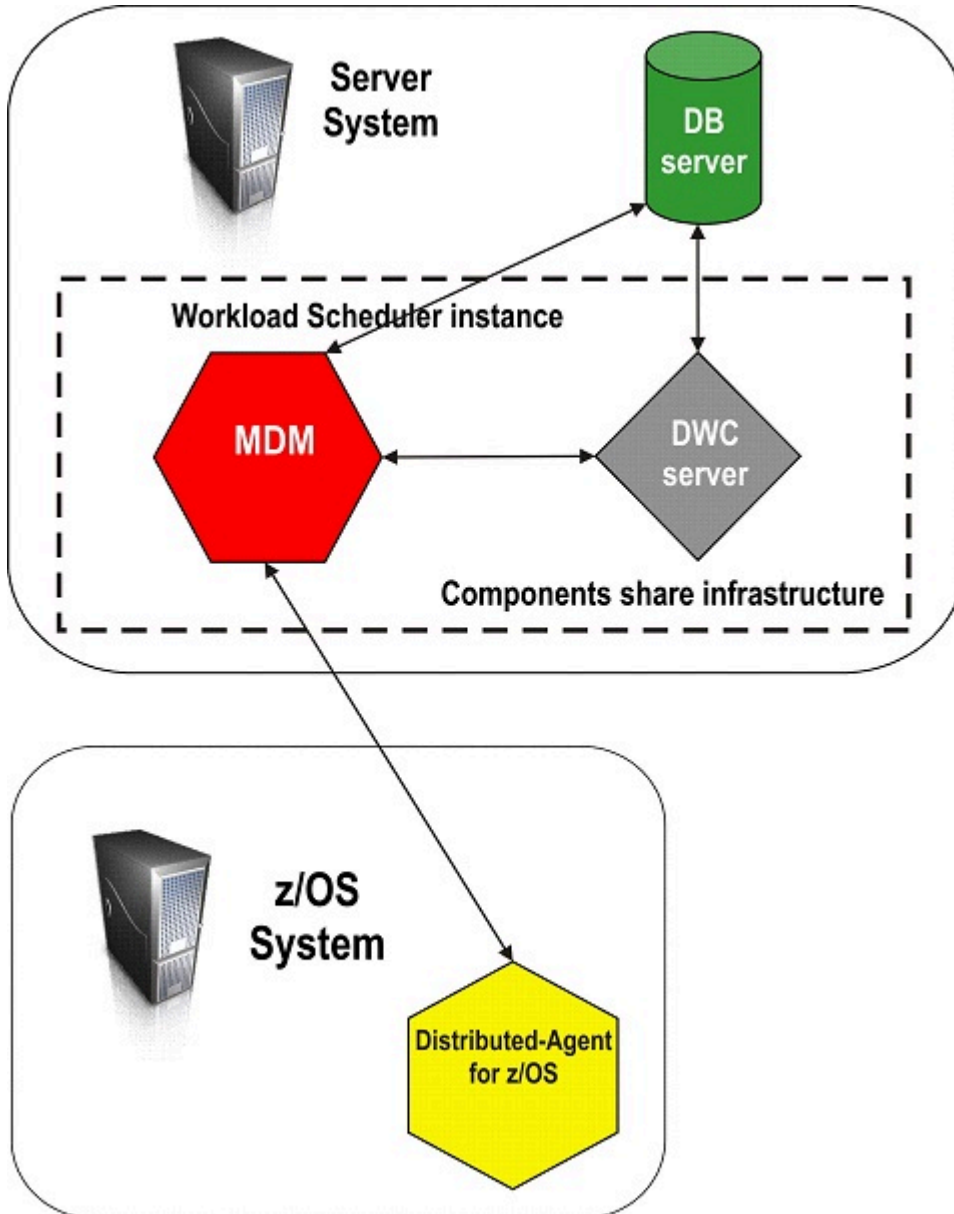 Server
System
DB
server
Workload Scheduler instance
MDM
DWC
server
Components share infrastructure
z/OS
System
Distributed-Agent
for z/OS